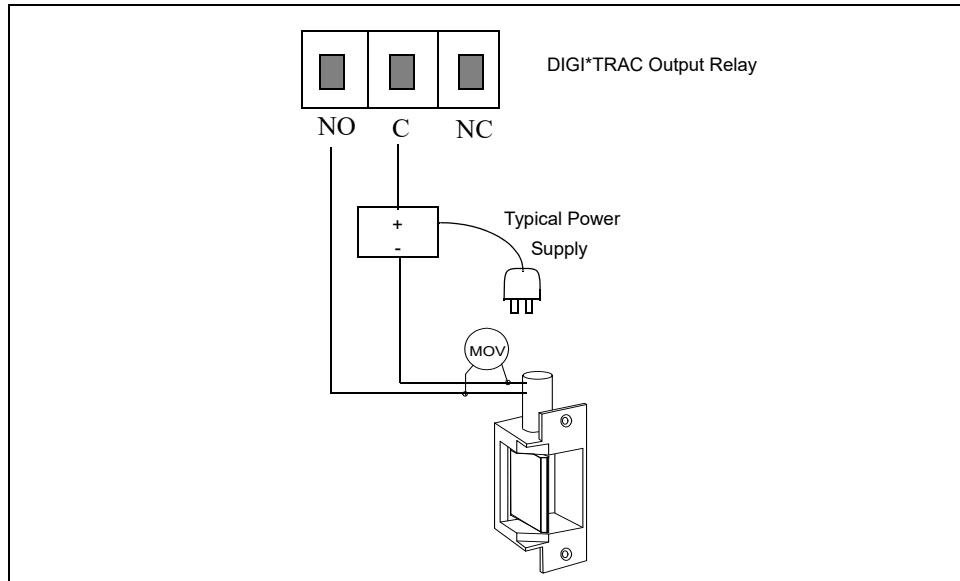 DIGI*TRAC Output Relay
NO C NC
+
-
Typical Power
Supply
MOV